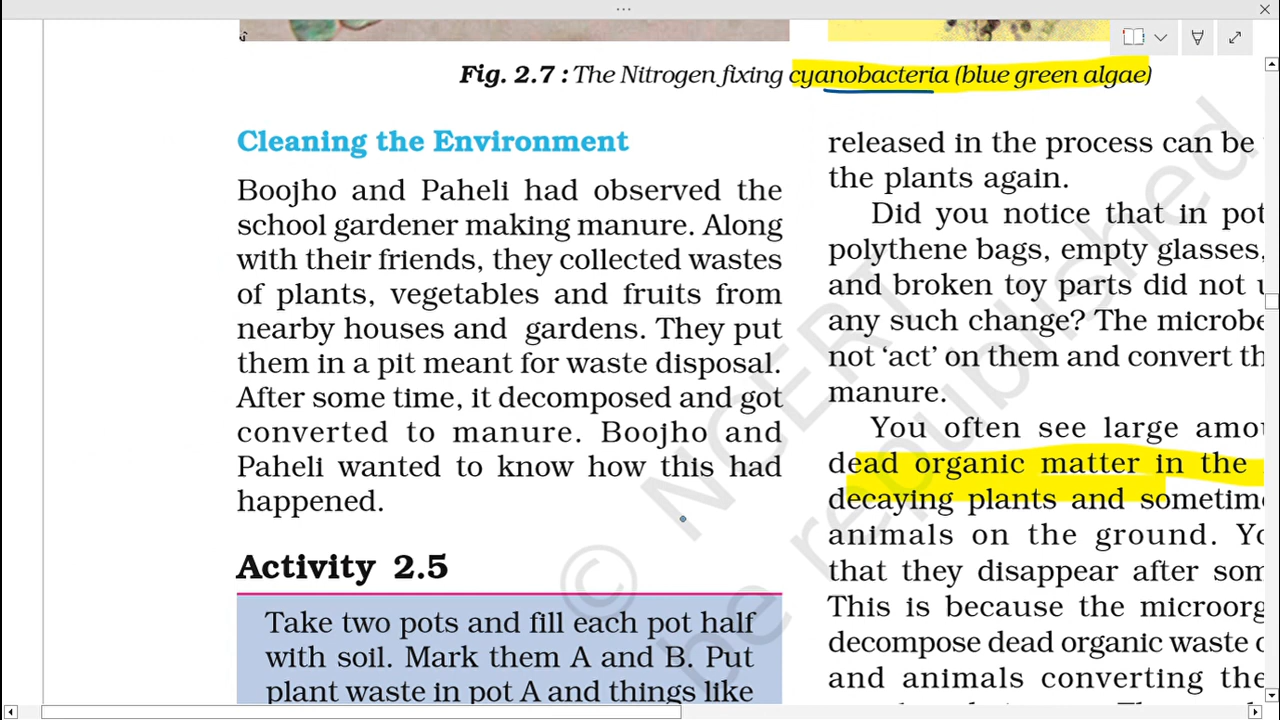 Fig. 2.7 : The Nitrogen fixing cyanobacteria (blue green algae)
Cleaning the Environment
Boojho and Paheli had observed the
school gardener making manure. Along
with their friends, they collected wastes
of plants, vegetables and fruits from
nearby houses and gardens. They put
them in a pit meant for waste disposal.
After some time, it decomposed and got
converted to manure. Boojho and
Paheli wanted to know how this had
happened.
Activity 2.5
Take two pots and fill each pot half
with soil. Mark them A and B. Put
plant waste in pot A and things like
released in the process can be
the plants again.
Did you notice that in pot
polythene bags, empty glasses,
and broken toy parts did not
any such change? The
not ‘act’ on them and convert
manure.
You often see large
dead organic matter in the
decaying plants and
animals on the ground.
that they disappear after
This is because the
decompose dead organic waste
and animals converting
© NCERT
be republished